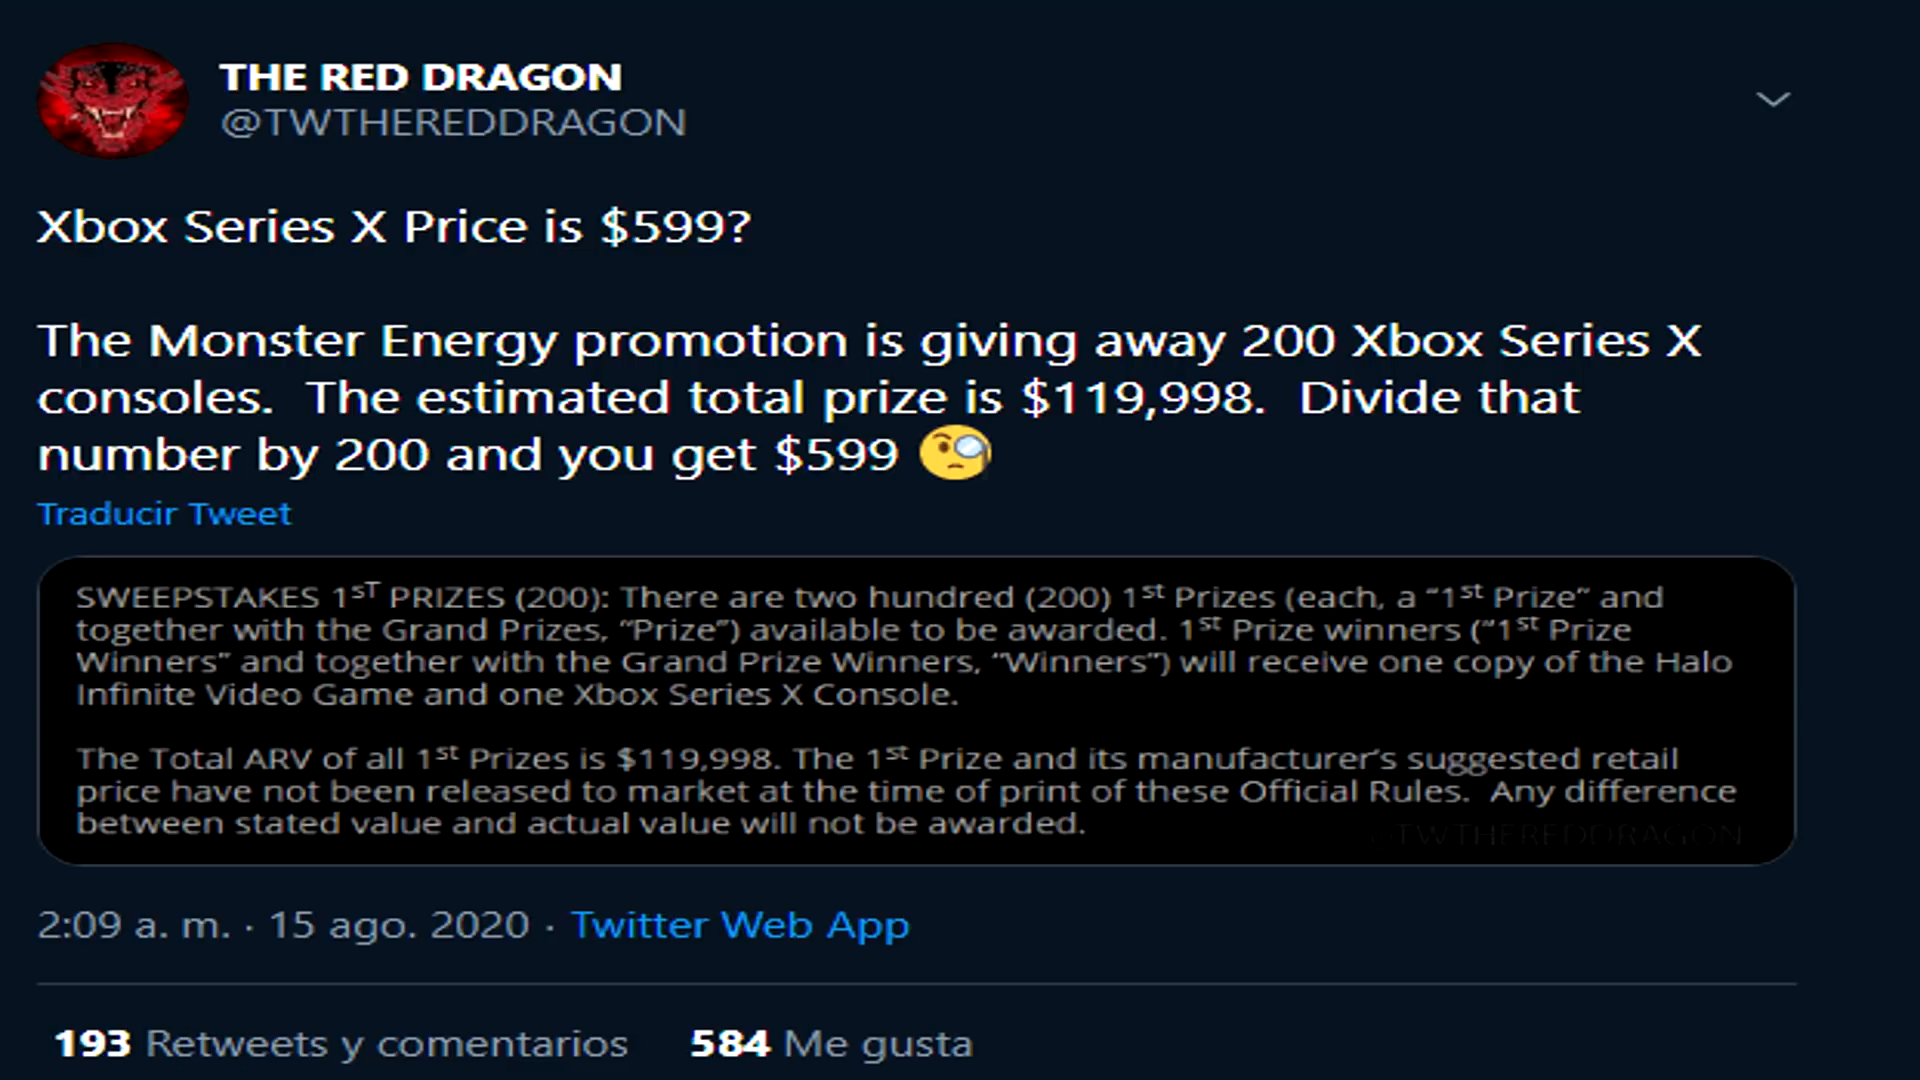 THE RED DRAGON
@TWTHEREDDRAGON
Xbox Series X Price is $599?
The Monster Energy promotion is giving away 200 Xbox Series X
consoles.  The estimated total prize is $119,998.  Divide that
number by 200 and you get $599 🧐
Traducir Tweet
SWEEPSTAKES 1sT PRIZES (200): There are two hundred (200) 1st Prizes (each, a “1st Prize” and
together with the Grand Prizes, “Prize”) available to be awarded. 1st Prize winners (“1st Prize
Winners” and together with the Grand Prize Winners, “Winners”) will receive one copy of the Halo
Infinite Video Game and one Xbox Series X Console.
The Total ARV of all 1st Prizes is $119,998. The 1st Prize and its manufacturer’s suggested retail
price have not been released to market at the time of print of these Official Rules.  Any difference
between stated value and actual value will not be awarded.
@TWTHEREDDRAGON
2:09 a. m. · 15 ago. 2020 · Twitter Web App
193 Retweets y comentarios 584 Me gusta